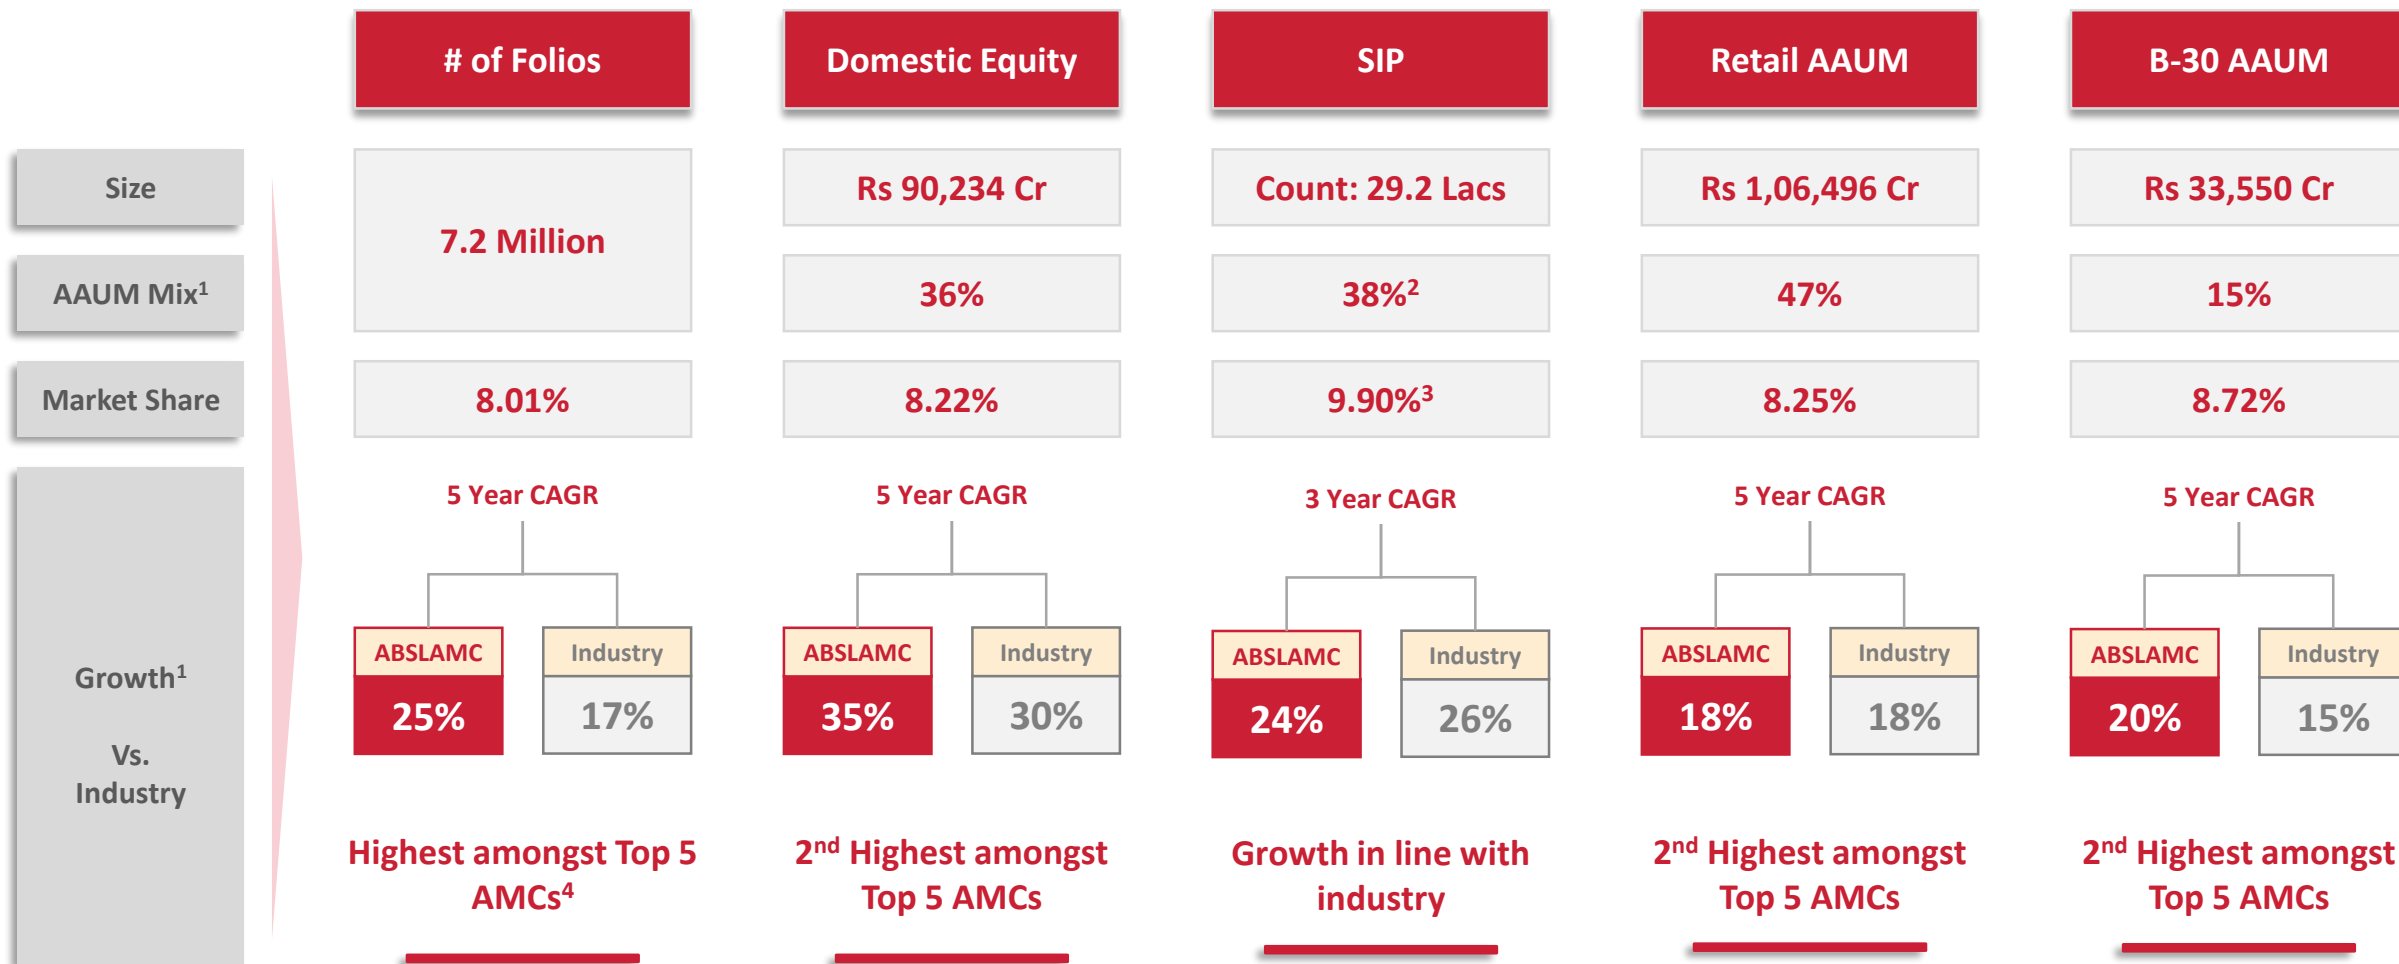 # of Folios
Domestic Equity
SIP
Retail AAUM
B-30 AAUM
Size
7.2 Million
Rs 90,234 Cr
Count: 29.2 Lacs
Rs 1,06,496 Cr
Rs 33,550 Cr
AAUM Mix¹
36%
38%²
47%
15%
Market Share
8.01%
8.22%
9.90%³
8.25%
8.72%
Growth¹
Vs.
Industry
5 Year CAGR
5 Year CAGR
3 Year CAGR
5 Year CAGR
5 Year CAGR
ABSLAMC
Industry
ABSLAMC
Industry
ABSLAMC
Industry
ABSLAMC
Industry
ABSLAMC
Industry
25%
17%
35%
30%
24%
26%
18%
18%
20%
15%
Highest amongst Top 5
AMCs⁴
2nd Highest amongst
Top 5 AMCs
Growth in line with
industry
2nd Highest amongst
Top 5 AMCs
2nd Highest amongst
Top 5 AMCs